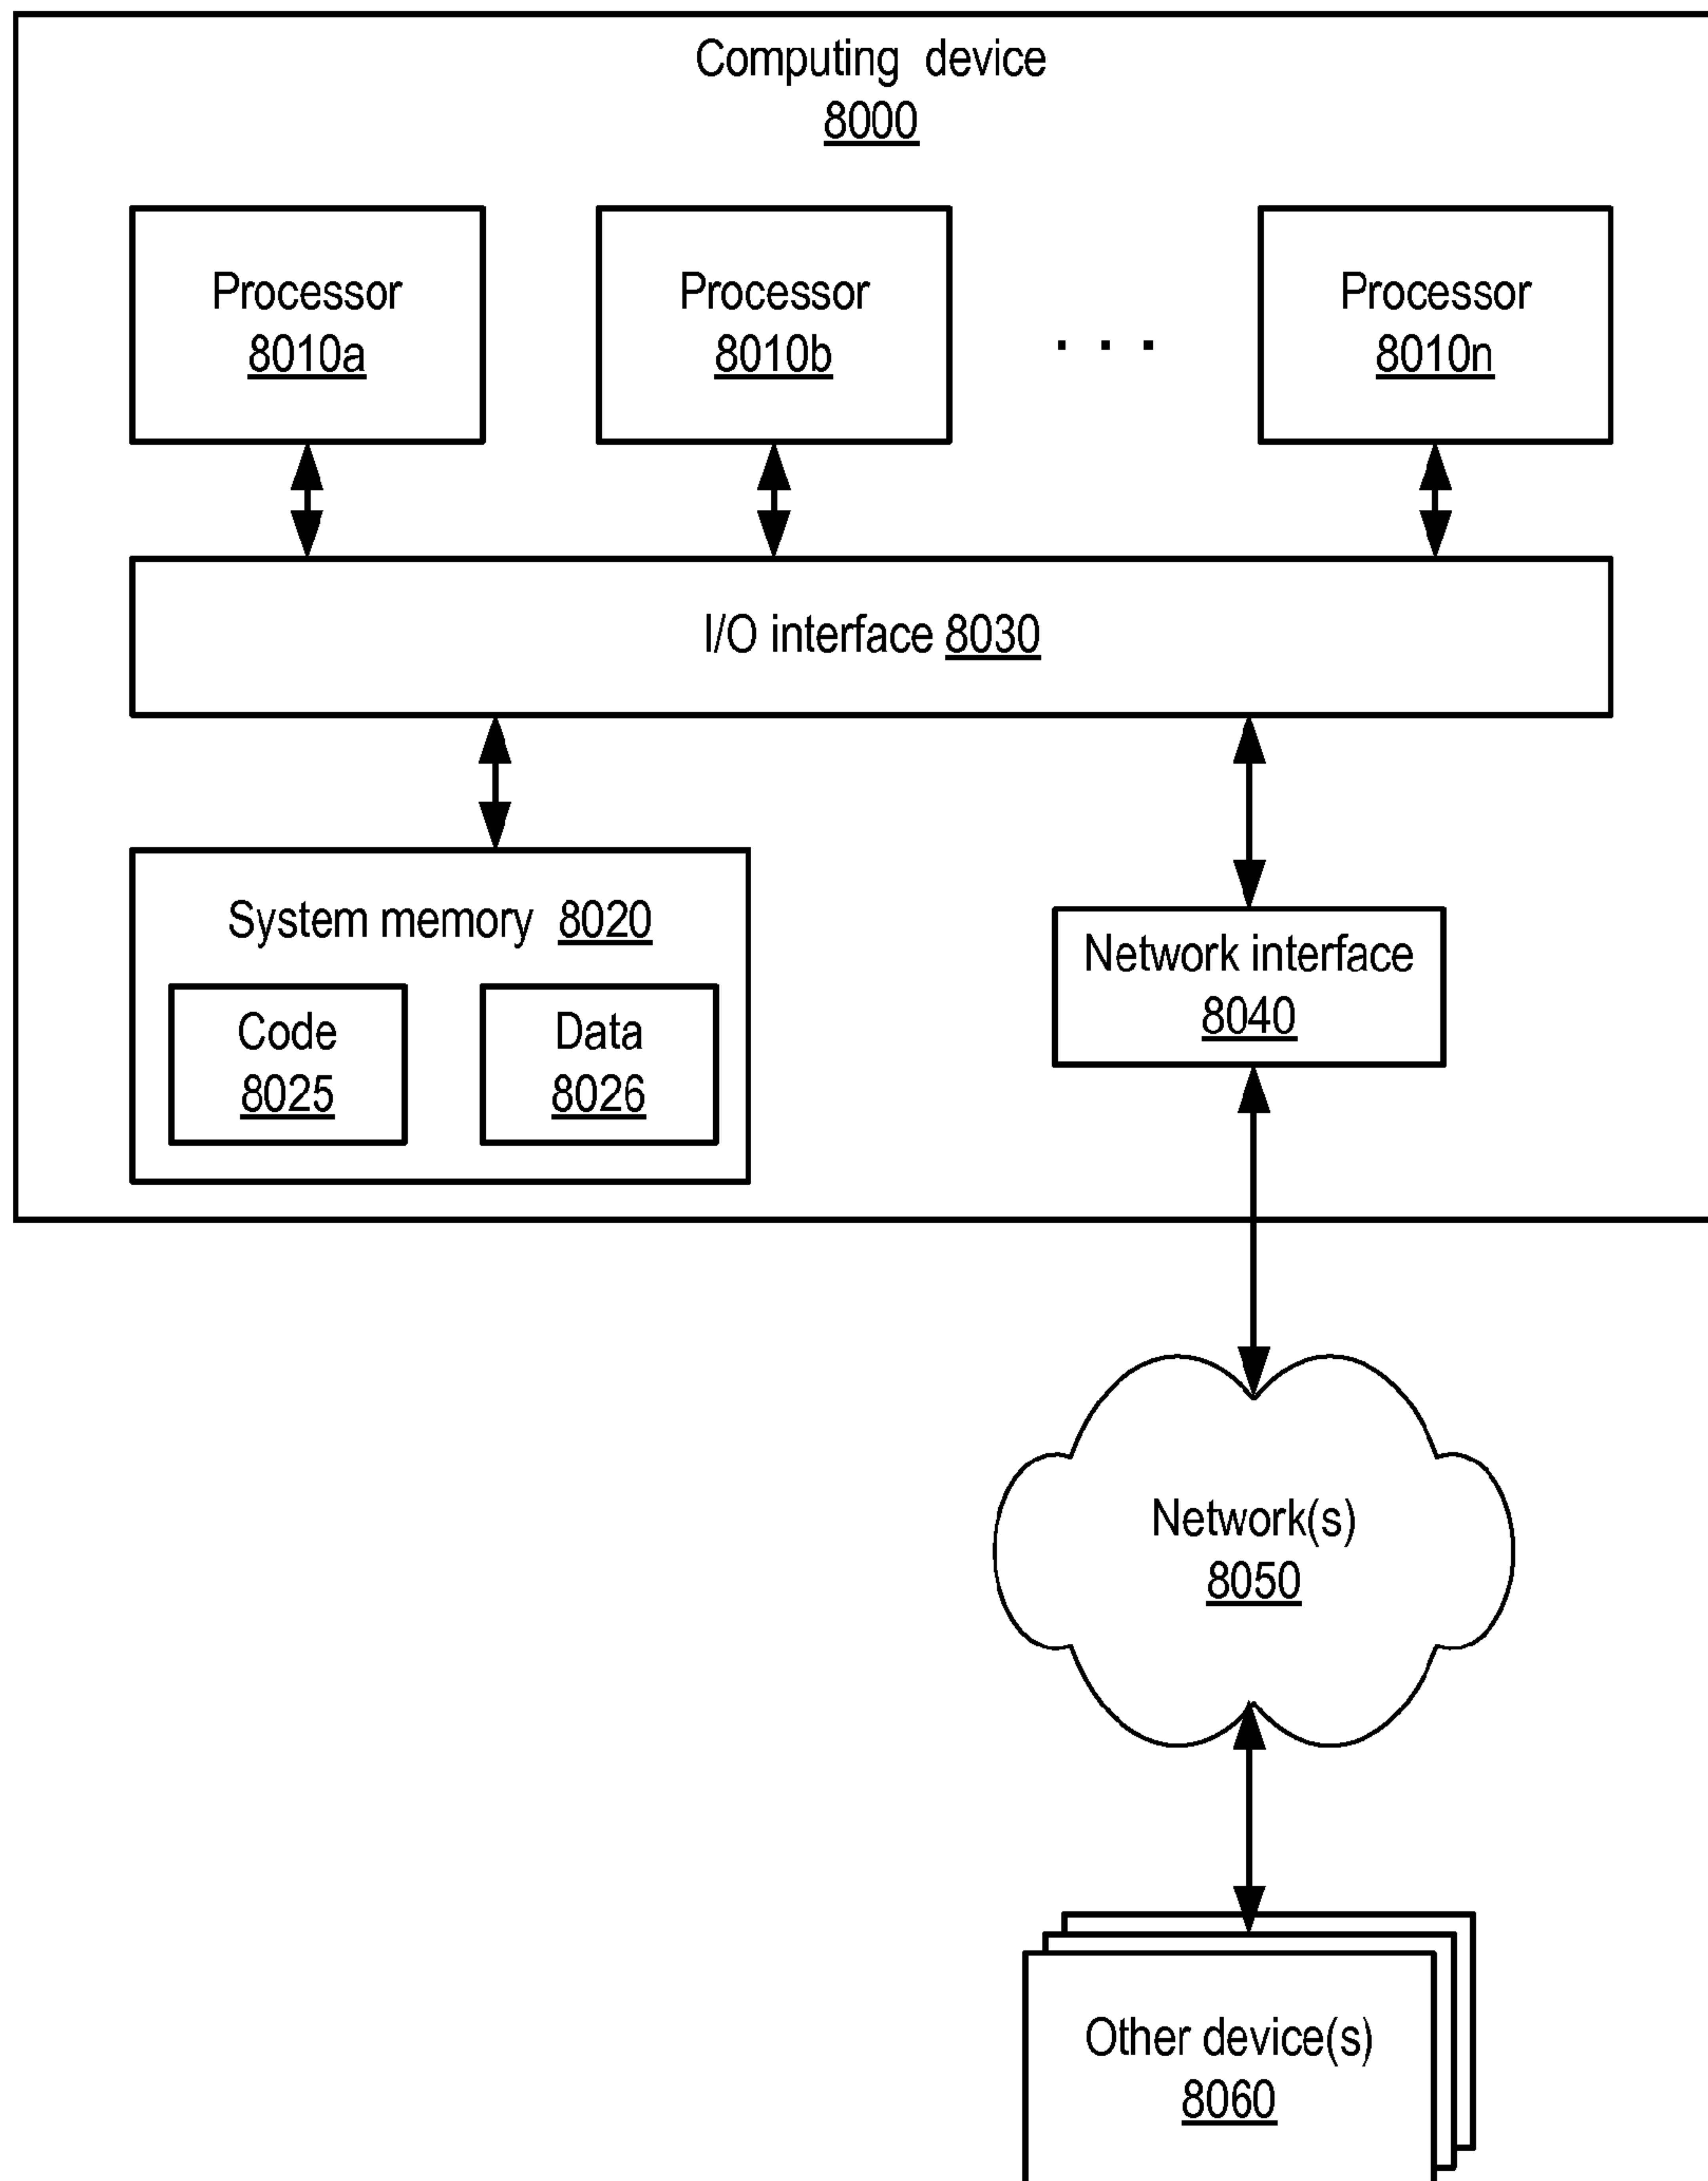 Computing device
8000
Processor
8010a
Processor
8010b
. . .
Processor
8010n
I/O interface 8030
System memory 8020
Code
8025
Data
8026
Network interface
8040
Network(s)
8050
Other device(s)
8060